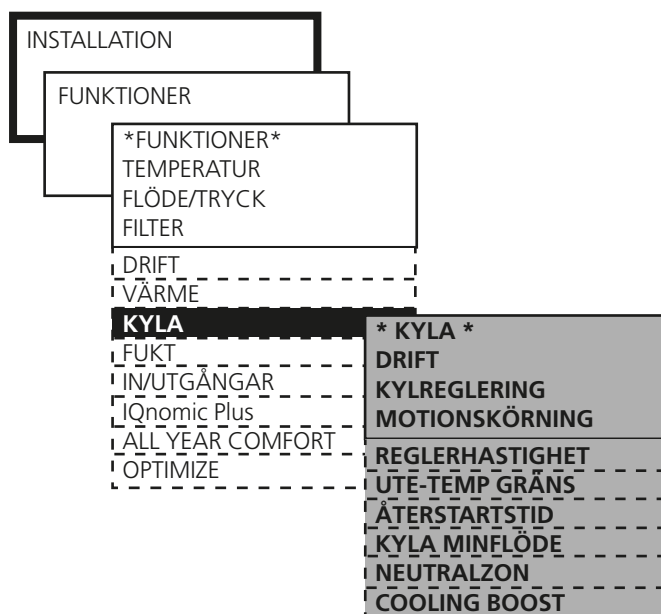 INSTALLATION
FUNKTIONER
*FUNKTIONER*
TEMPERATUR
FLÖDE/TRYCK
FILTER
DRIFT
VÄRME
KYLA
FUKT
IN/UTGÅNGAR
IQnomic Plus
ALL YEAR COMFORT
OPTIMIZE
* KYLA *
DRIFT
KYLREGLERING
MOTIONSKÖRNING
REGLERHASTIGHET
UTE-TEMP GRÄNS
ÅTERSTARTSTID
KYLA MINFLÖDE
NEUTRALZON
COOLING BOOST